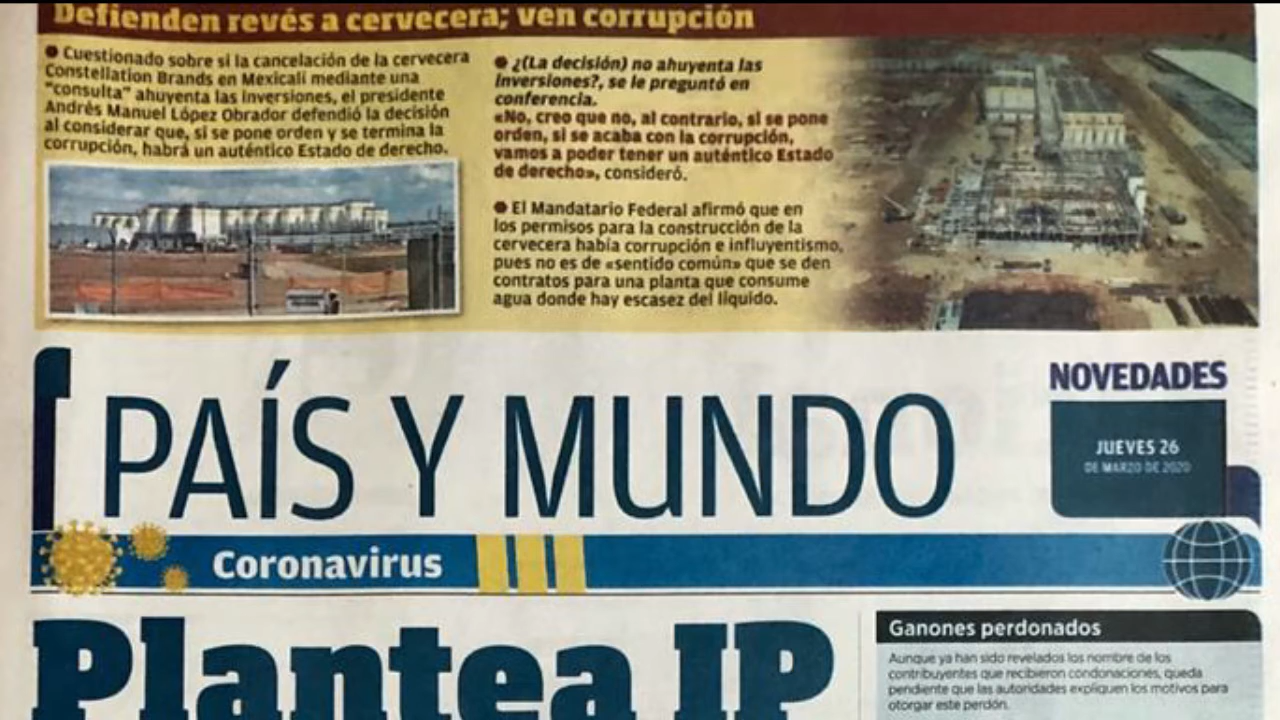 Defienden revés a cervecera; ven corrupción
● Cuestionado sobre si la cancelación de la cervecera
Constellation Brands en Mexicali mediante una
"consulta" ahuyenta las inversiones, el presidente
Andrés Manuel López Obrador defendió la decisión
al considerar que, si se pone orden y se termina la
corrupción, habrá un auténtico Estado de derecho.
● ¿(La decisión) no ahuyenta las
inversiones?, se le preguntó en
conferencia.
«No, creo que no, al contrario, si se pone
orden, si se acaba con la corrupción,
vamos a poder tener un auténtico Estado
de derecho», consideró.
● El Mandatario Federal afirmó que en
los permisos para la construcción de la
cervecera había corrupción e influyentismo,
pues no es de «sentido común» que se den
contratos para una planta que consume
agua donde hay escasez del líquido.
PAÍS Y MUNDO
NOVEDADES
JUEVES 26
DE MARZO DE 2020
Coronavirus
Plantea IP
Ganones perdonados
Aunque ya han sido revelados los nombre de los
contribuyentes que recibieron condonaciones, queda
pendiente que las autoridades expliquen los motivos para
otorgar este perdón.